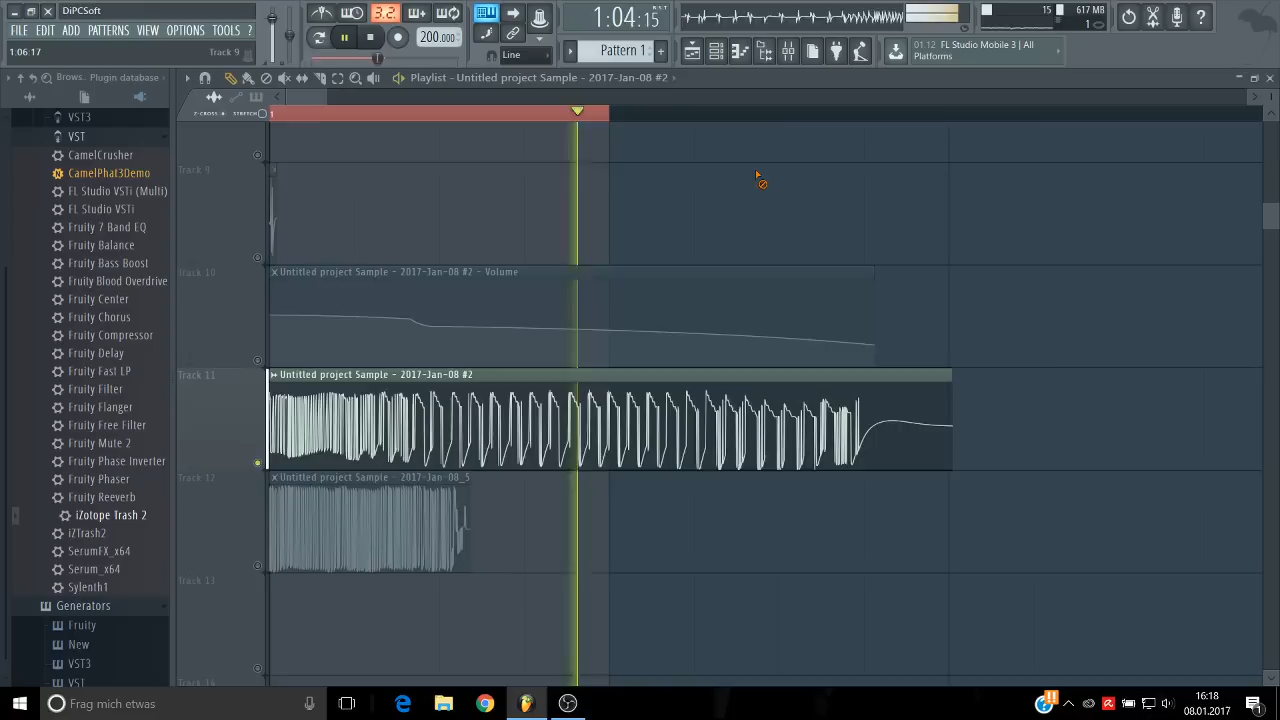 DiPCSoft
FILE EDIT ADD PATTERNS VIEW OPTIONS TOOLS ?
1:06:17 Track 9
3.2
200.000
1:04:15
Line
Pattern 1
15
617 MB
1
01:12 FL Studio Mobile 3 | All
Platforms
Brows.. Plugin database
Playlist - Untitled project Sample - 2017-Jan-08 #2
Z-CROSS STRETCH
1
VST3
VST
CamelCrusher
CamelPhat3Demo
FL Studio VSTi (Multi)
FL Studio VSTi
Fruity 7 Band EQ
Fruity Balance
Fruity Bass Boost
Fruity Blood Overdrive
Fruity Center
Fruity Chorus
Fruity Compressor
Fruity Delay
Fruity Fast LP
Fruity Filter
Fruity Flanger
Fruity Free Filter
Fruity Mute 2
Fruity Phase Inverter
Fruity Phaser
Fruity Reeverb
iZotope Trash 2
iZTrash2
SerumFX_x64
Serum_x64
Sylenth1
Generators
Fruity
New
VST3
VST
Track 9
Track 10
Untitled project Sample - 2017-Jan-08 #2 - Volume
Track 11
Untitled project Sample - 2017-Jan-08 #2
Track 12
Untitled project Sample - 2017-Jan-08_5
Track 13
Track 14
Frag mich etwas
16:18
08.01.2017
1